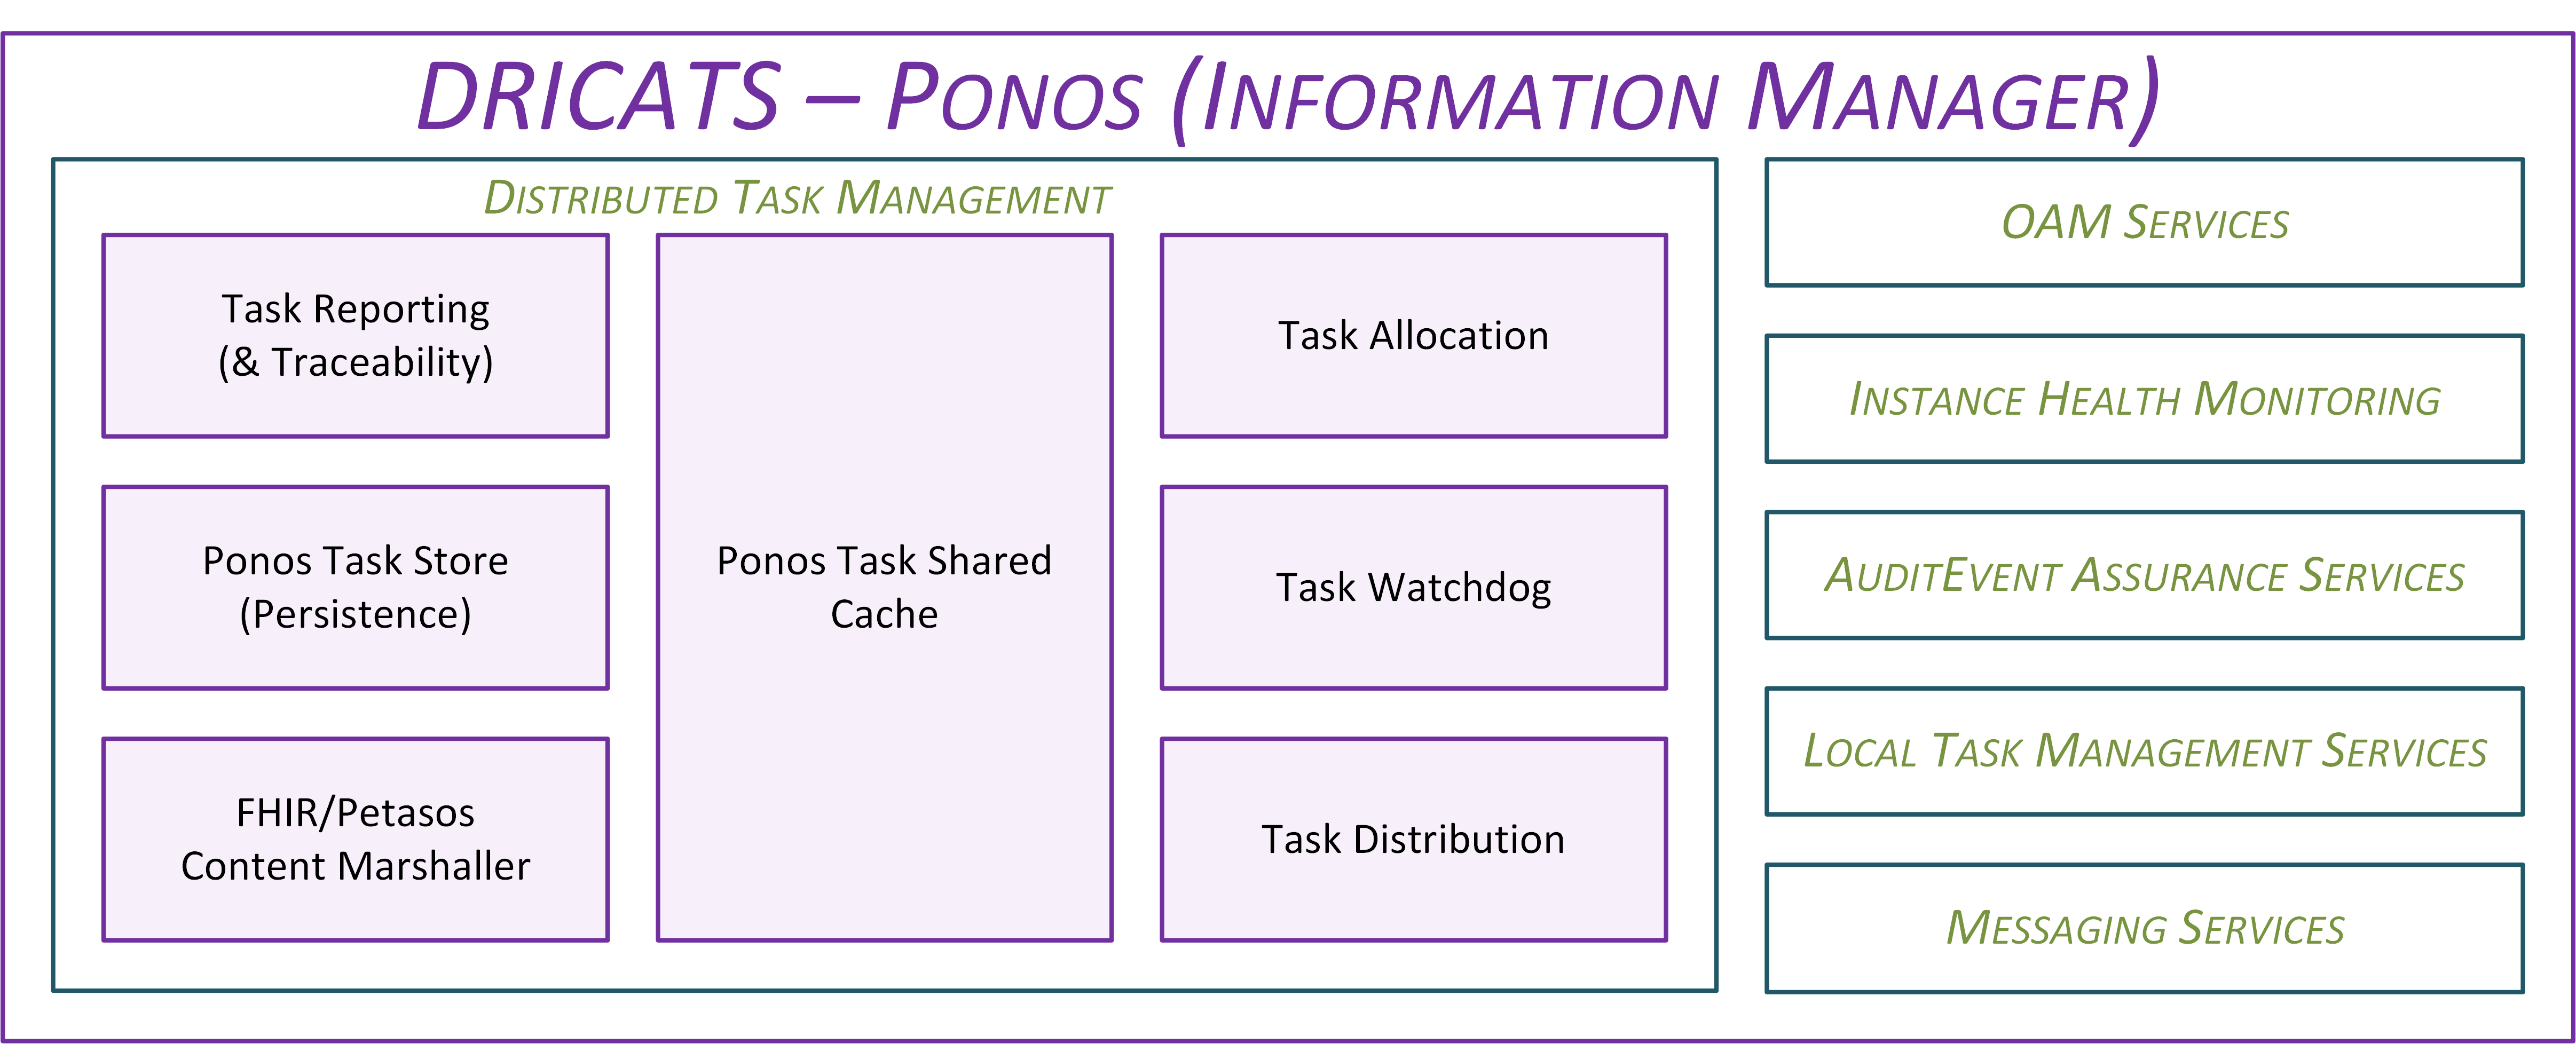 DRICATS – Ponos (Information Manager)
Distributed Task Management
Task Reporting
(& Traceability)
Ponos Task Store
(Persistence)
FHIR/Petasos
Content Marshaller
Ponos Task Shared
Cache
Task Allocation
Task Watchdog
Task Distribution
OAM Services
Instance Health Monitoring
AuditEvent Assurance Services
Local Task Management Services
Messaging Services